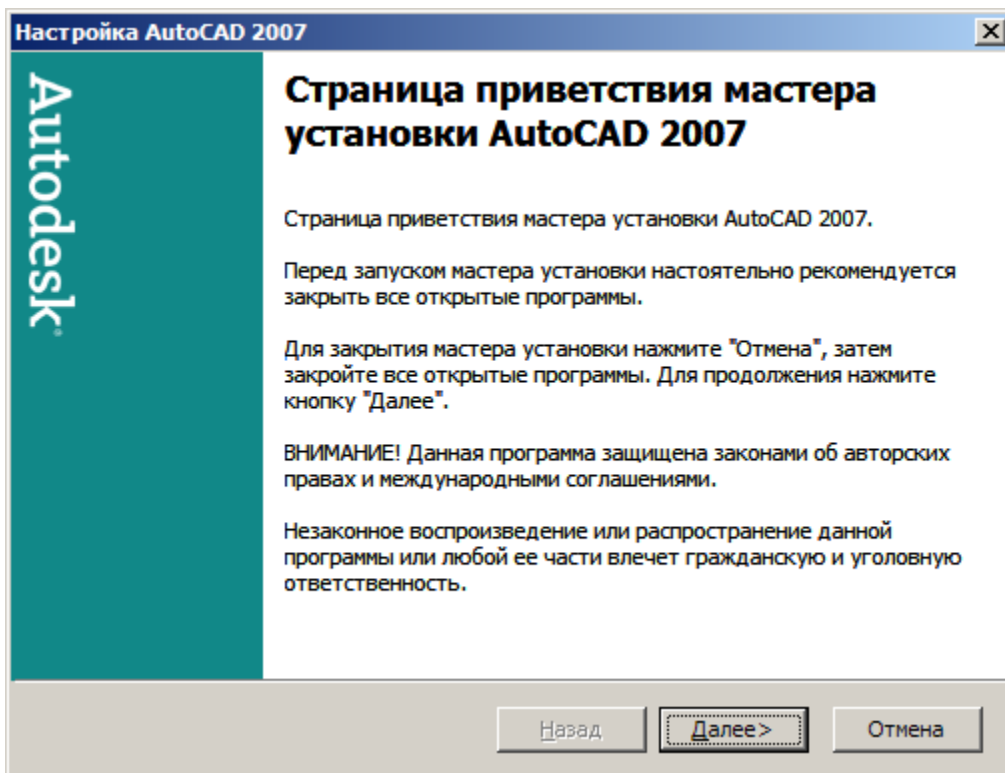 Настройка AutoCAD 2007
Autodesk®
Страница приветствия мастера
установки AutoCAD 2007
Страница приветствия мастера установки AutoCAD 2007.
Перед запуском мастера установки настоятельно рекомендуется
закрыть все открытые программы.
Для закрытия мастера установки нажмите "Отмена", затем
закройте все открытые программы. Для продолжения нажмите
кнопку "Далее".
ВНИМАНИЕ! Данная программа защищена законами об авторских
правах и международными соглашениями.
Незаконное воспроизведение или распространение данной
программы или любой ее части влечет гражданскую и уголовную
ответственность.
Назад
Далее>
Отмена